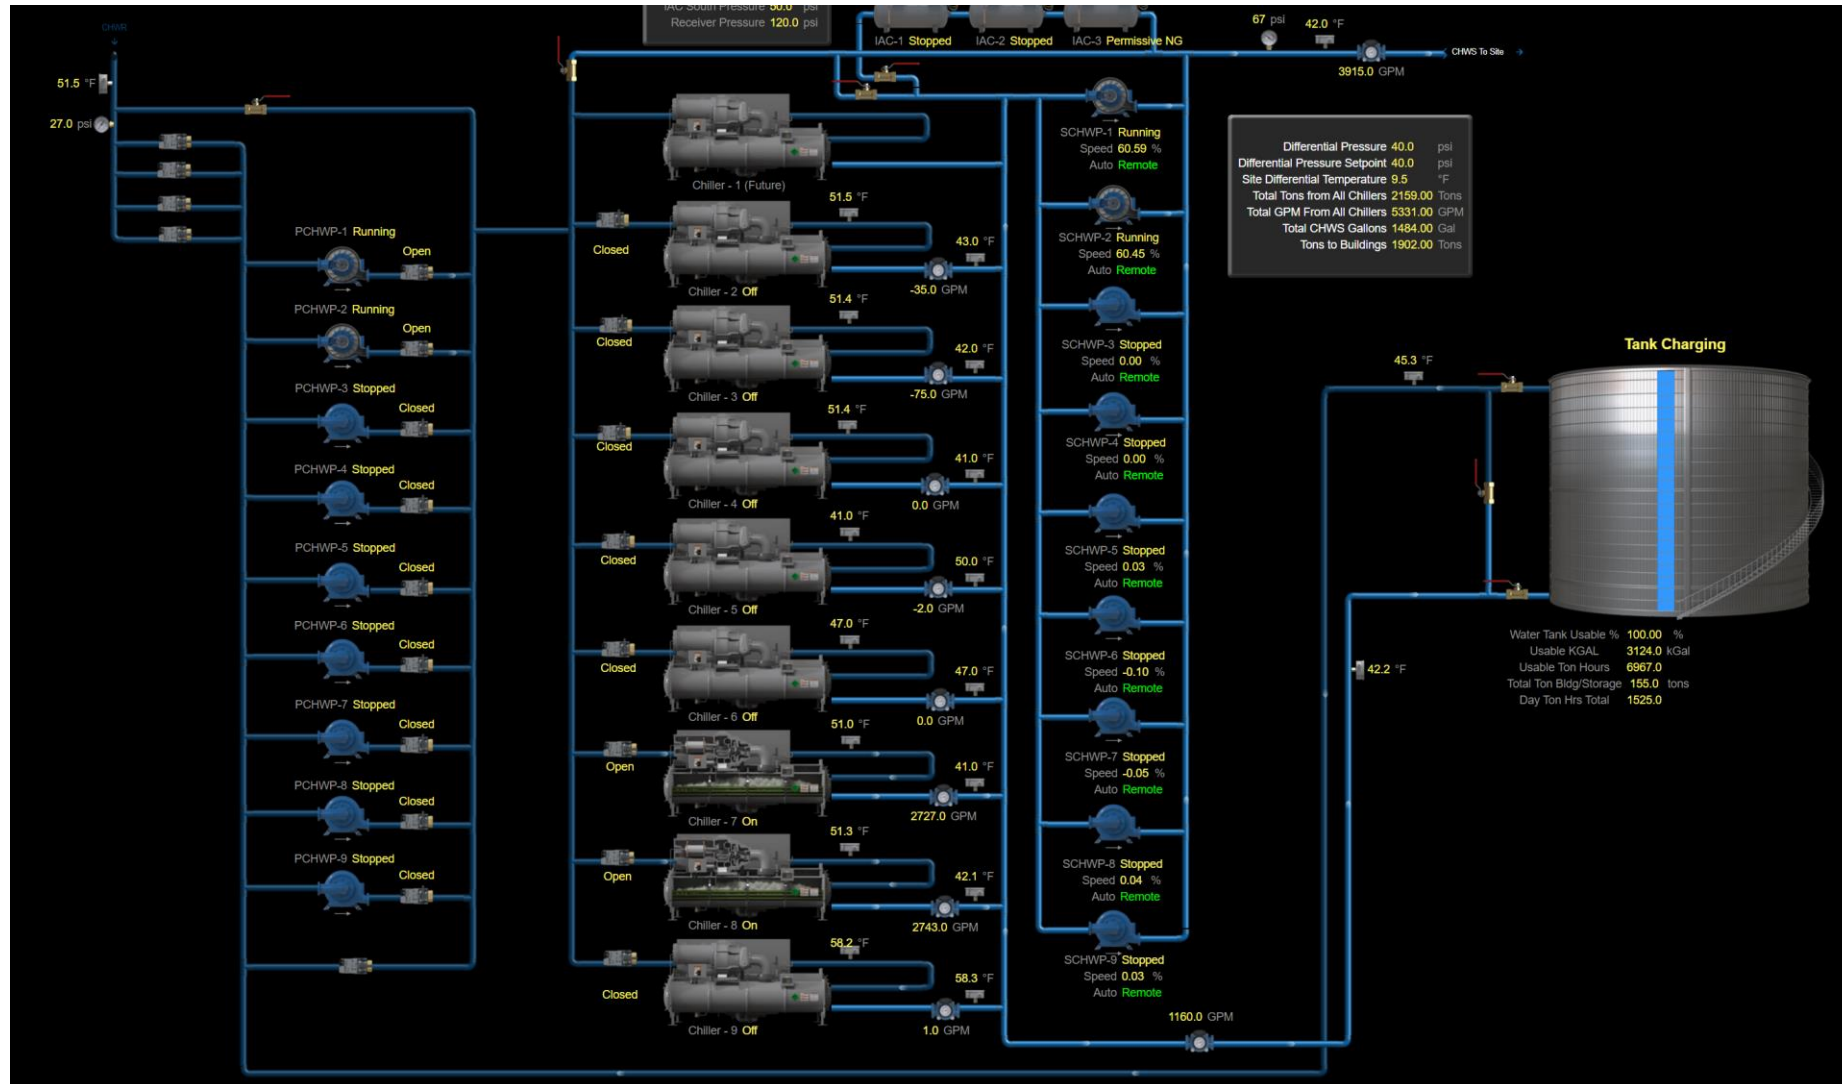 IAC South Pressure 50.0 psi
Receiver Pressure 120.0 psi
IAC-1 Stopped
IAC-2 Stopped
IAC-3 Permissive NG
67 psi
42.0 °F
3915.0 GPM
CHWS To Site
CHWR
51.5 °F
27.0 psi
Differential Pressure 40.0 psi
Differential Pressure Setpoint 40.0 psi
Site Differential Temperature 9.5 °F
Total Tons from All Chillers 2159.00 Tons
Total GPM From All Chillers 5331.00 GPM
Total CHWS Gallons 1484.00 Gal
Tons to Buildings 1902.00 Tons
PCHWP-1 Running
Open
PCHWP-2 Running
Open
PCHWP-3 Stopped
Closed
PCHWP-4 Stopped
Closed
PCHWP-5 Stopped
Closed
PCHWP-6 Stopped
Closed
PCHWP-7 Stopped
Closed
PCHWP-8 Stopped
Closed
PCHWP-9 Stopped
Closed
Chiller - 1 (Future)
51.5 °F
Closed
43.0 °F
-35.0 GPM
Chiller - 2 Off
51.4 °F
Closed
42.0 °F
-75.0 GPM
Chiller - 3 Off
51.4 °F
Closed
41.0 °F
0.0 GPM
Chiller - 4 Off
41.0 °F
Closed
50.0 °F
-2.0 GPM
Chiller - 5 Off
47.0 °F
Closed
47.0 °F
0.0 GPM
Chiller - 6 Off
51.0 °F
Open
41.0 °F
2727.0 GPM
Chiller - 7 On
51.3 °F
Open
42.1 °F
2743.0 GPM
Chiller - 8 On
58.2 °F
Closed
58.3 °F
1.0 GPM
Chiller - 9 Off
SCHWP-1 Running
Speed 60.59 %
Auto Remote
SCHWP-2 Running
Speed 60.45 %
Auto Remote
SCHWP-3 Stopped
Speed 0.00 %
Auto Remote
SCHWP-4 Stopped
Speed 0.00 %
Auto Remote
SCHWP-5 Stopped
Speed 0.03 %
Auto Remote
SCHWP-6 Stopped
Speed -0.10 %
Auto Remote
SCHWP-7 Stopped
Speed -0.05 %
Auto Remote
SCHWP-8 Stopped
Speed 0.04 %
Auto Remote
SCHWP-9 Stopped
Speed 0.03 %
Auto Remote
1160.0 GPM
Tank Charging
45.3 °F
42.2 °F
Water Tank Usable % 100.00 %
Usable KGAL 3124.0 kGal
Usable Ton Hours 6967.0
Total Ton Bldg/Storage 155.0 tons
Day Ton Hrs Total 1525.0